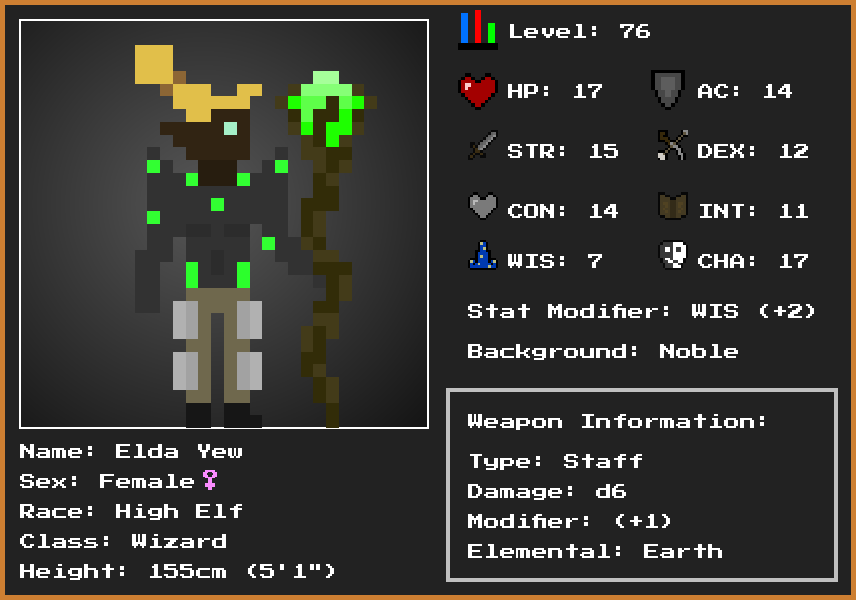 Level: 76
HP: 17 AC: 14
STR: 15 DEX: 12
CON: 14 INT: 11
WIS: 7 CHA: 17
Stat Modifier: WIS (+2)
Background: Noble
Weapon Information:
Type: Staff
Damage: d6
Modifier: (+1)
Elemental: Earth
Name: Elda Yew
Sex: Female♀
Race: High Elf
Class: Wizard
Height: 155cm (5'1")